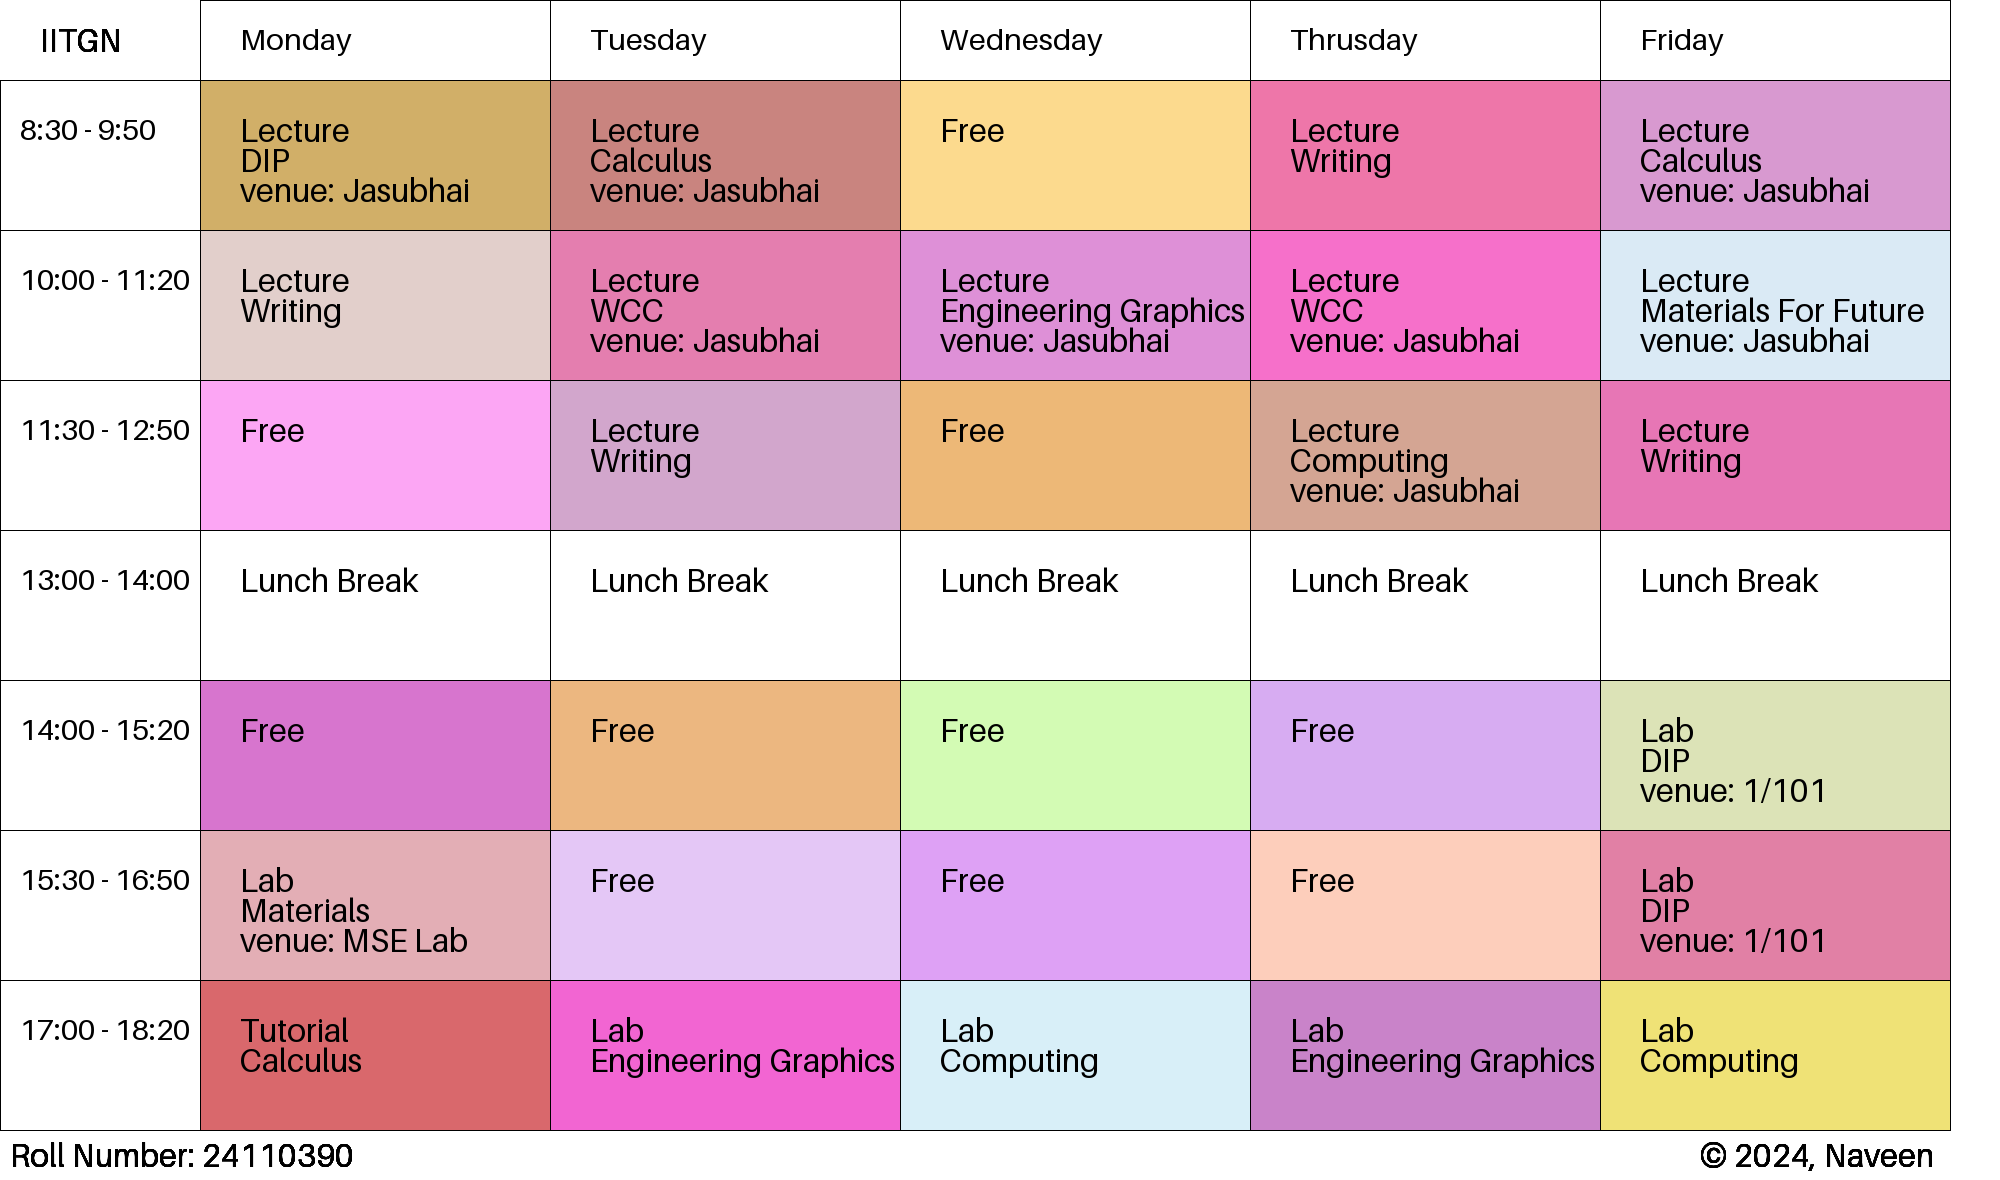 IITGN
Monday
Tuesday
Wednesday
Thrusday
Friday
8:30 - 9:50
Lecture
DIP
venue: Jasubhai
Lecture
Calculus
venue: Jasubhai
Free
Lecture
Writing
Lecture
Calculus
venue: Jasubhai
10:00 - 11:20
Lecture
Writing
Lecture
WCC
venue: Jasubhai
Lecture
Engineering Graphics
venue: Jasubhai
Lecture
WCC
venue: Jasubhai
Lecture
Materials For Future
venue: Jasubhai
11:30 - 12:50
Free
Lecture
Writing
Free
Lecture
Computing
venue: Jasubhai
Lecture
Writing
13:00 - 14:00
Lunch Break
Lunch Break
Lunch Break
Lunch Break
Lunch Break
14:00 - 15:20
Free
Free
Free
Free
Lab
DIP
venue: 1/101
15:30 - 16:50
Lab
Materials
venue: MSE Lab
Free
Free
Free
Lab
DIP
venue: 1/101
17:00 - 18:20
Tutorial
Calculus
Lab
Engineering Graphics
Lab
Computing
Lab
Engineering Graphics
Lab
Computing
Roll Number: 24110390
© 2024, Naveen